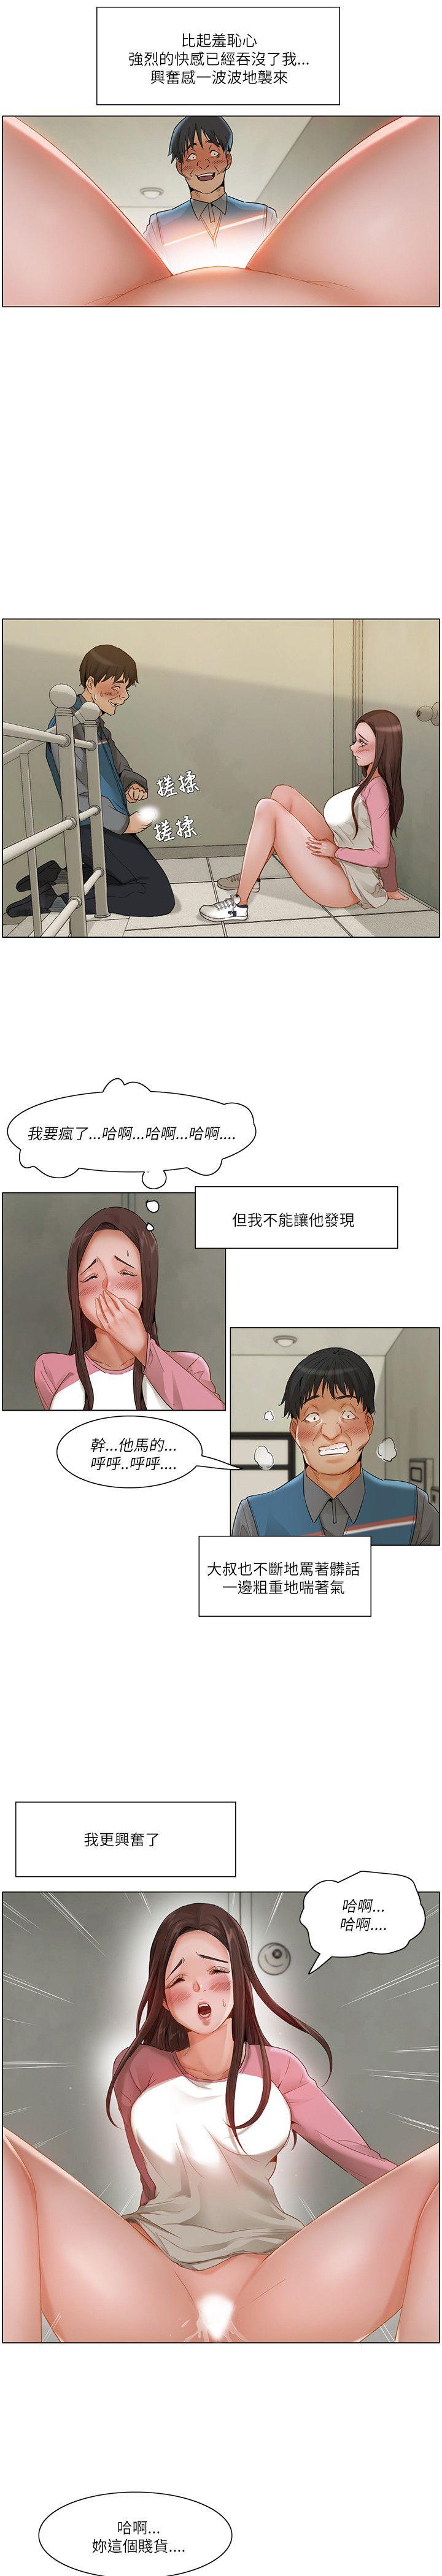 比起羞恥心
強烈的快感已經吞沒了我...
興奮感一波波地襲來
搓揉
搓揉
我要瘋了...哈啊...哈啊...哈啊....
但我不能讓他發現
幹...他馬的...
呼呼..呼呼....
大叔也不斷地罵著髒話
一邊粗重地喘著氣
我更興奮了
哈啊...
哈啊....
哈啊...
妳這個賤貨....